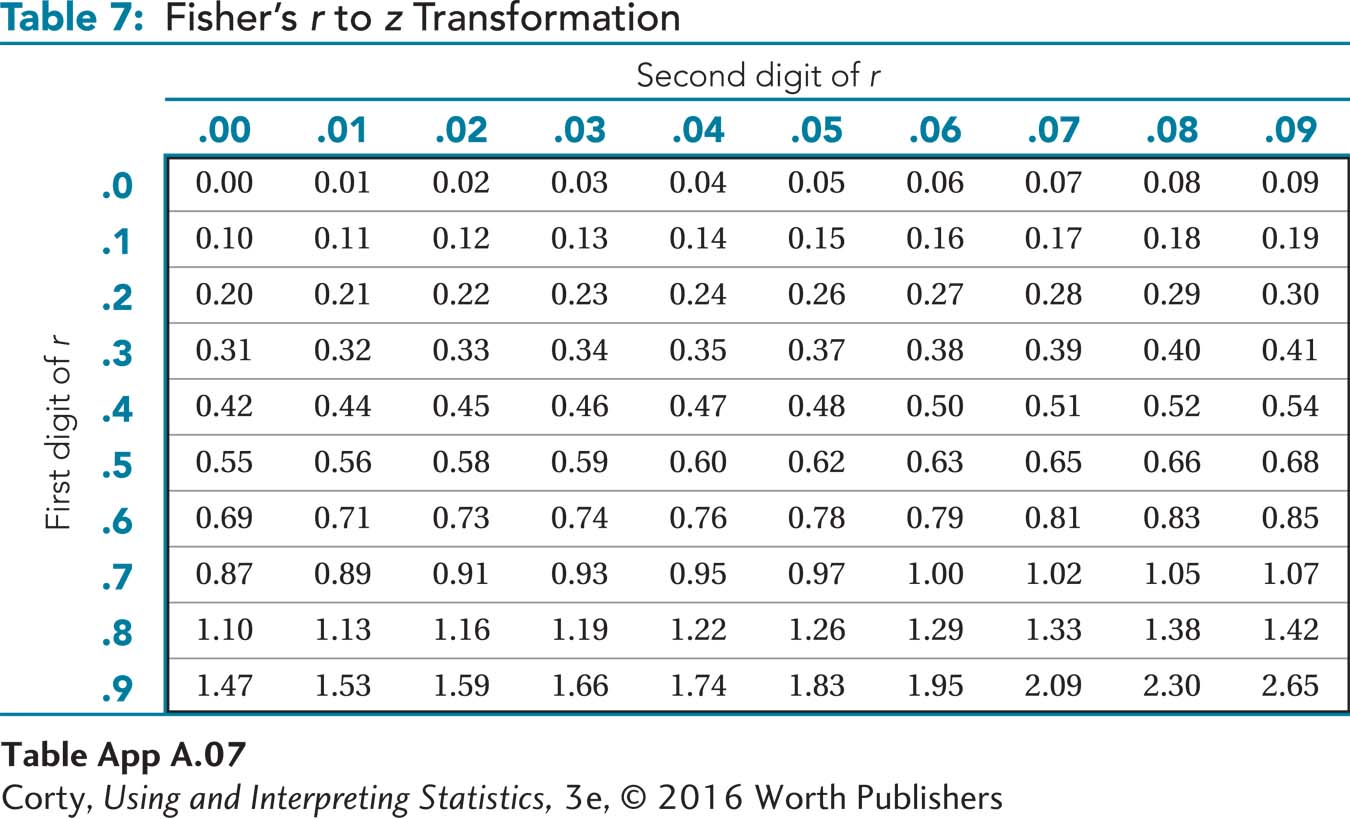 Table 7: Fisher’s r to z Transformation
Second digit of r
.00 .01 .02 .03 .04 .05 .06 .07 .08 .09
First digit of r
.0 0.00 0.01 0.02 0.03 0.04 0.05 0.06 0.07 0.08 0.09
.1 0.10 0.11 0.12 0.13 0.14 0.15 0.16 0.17 0.18 0.19
.2 0.20 0.21 0.22 0.23 0.24 0.26 0.27 0.28 0.29 0.30
.3 0.31 0.32 0.33 0.34 0.35 0.37 0.38 0.39 0.40 0.41
.4 0.42 0.44 0.45 0.46 0.47 0.48 0.50 0.51 0.52 0.54
.5 0.55 0.56 0.58 0.59 0.60 0.62 0.63 0.65 0.66 0.68
.6 0.69 0.71 0.73 0.74 0.76 0.78 0.79 0.81 0.83 0.85
.7 0.87 0.89 0.91 0.93 0.95 0.97 1.00 1.02 1.05 1.07
.8 1.10 1.13 1.16 1.19 1.22 1.26 1.29 1.33 1.38 1.42
.9 1.47 1.53 1.59 1.66 1.74 1.83 1.95 2.09 2.30 2.65
Table App A.07
Corty, Using and Interpreting Statistics, 3e, © 2016 Worth Publishers